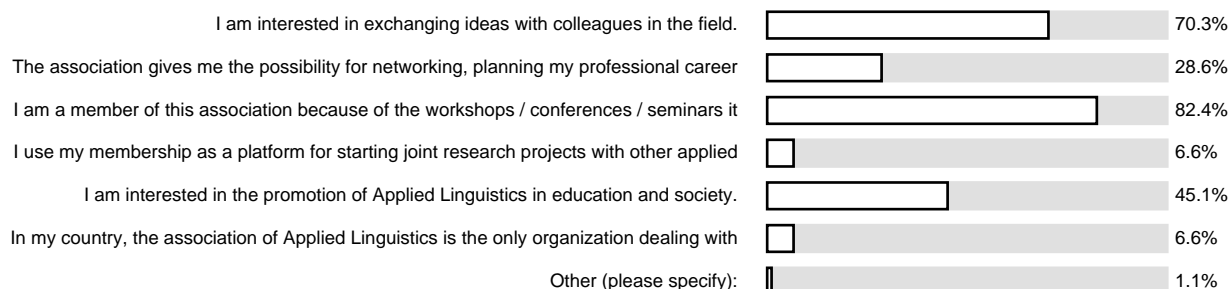 I am interested in exchanging ideas with colleagues in the field. 70.3%
The association gives me the possibility for networking, planning my professional career 28.6%
I am a member of this association because of the workshops / conferences / seminars it 82.4%
I use my membership as a platform for starting joint research projects with other applied 6.6%
I am interested in the promotion of Applied Linguistics in education and society. 45.1%
In my country, the association of Applied Linguistics is the only organization dealing with 6.6%
Other (please specify): 1.1%